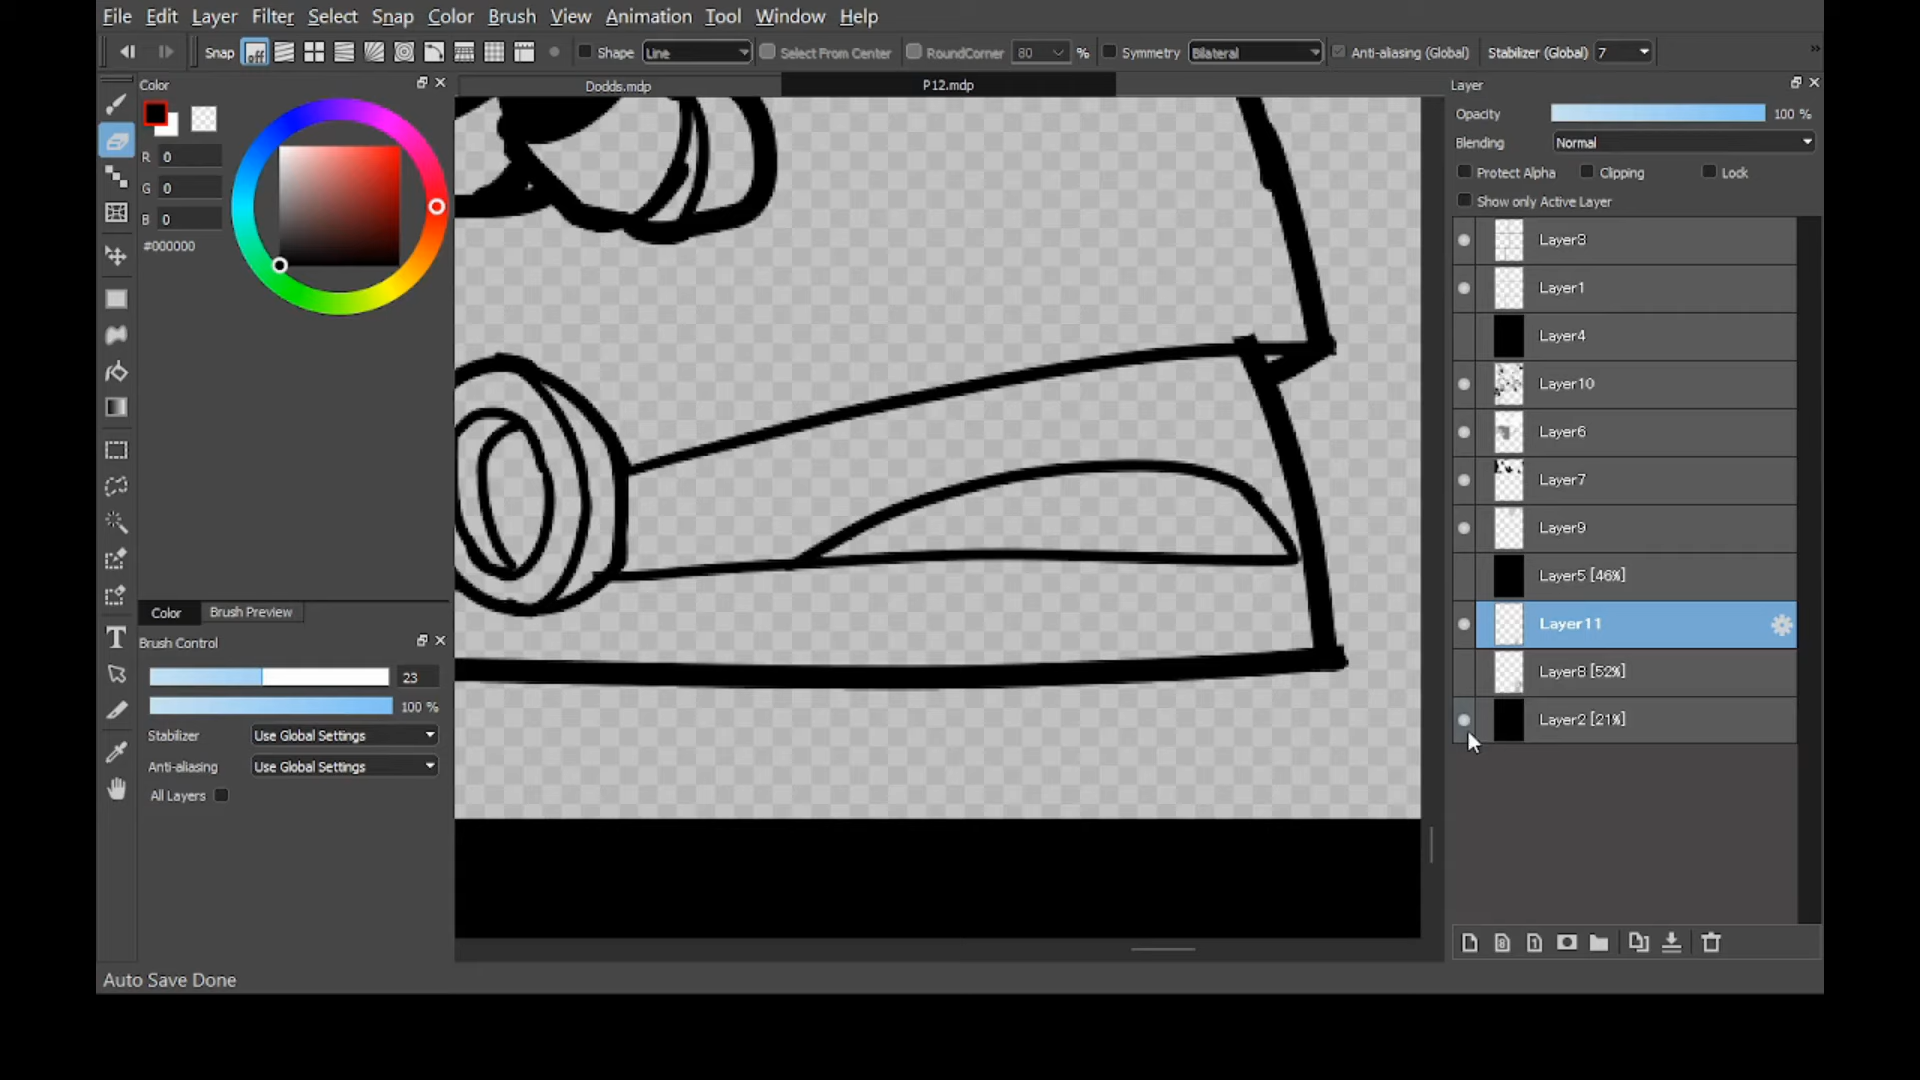 File Edit Layer Filter Select Snap Color Brush View Animation Tool Window Help
Snap off Shape Line Select From Center RoundCorner 80 % Symmetry Bilateral Anti-aliasing (Global) Stabilizer (Global) 7 »
Color
Dodds.mdp P12.mdp
Layer
R 0
G 0
B 0
#000000
Opacity 100 %
Blending Normal
Protect Alpha Clipping Lock
Show only Active Layer
Layer3
Layer1
Layer4
Layer10
Layer6
Layer7
Layer9
Layer5 [46%]
Layer11
Layer8 [52%]
Layer2 [21%]
Color Brush Preview
Brush Control
23
100 %
Stabilizer Use Global Settings
Anti-aliasing Use Global Settings
All Layers
T
8 1
Auto Save Done